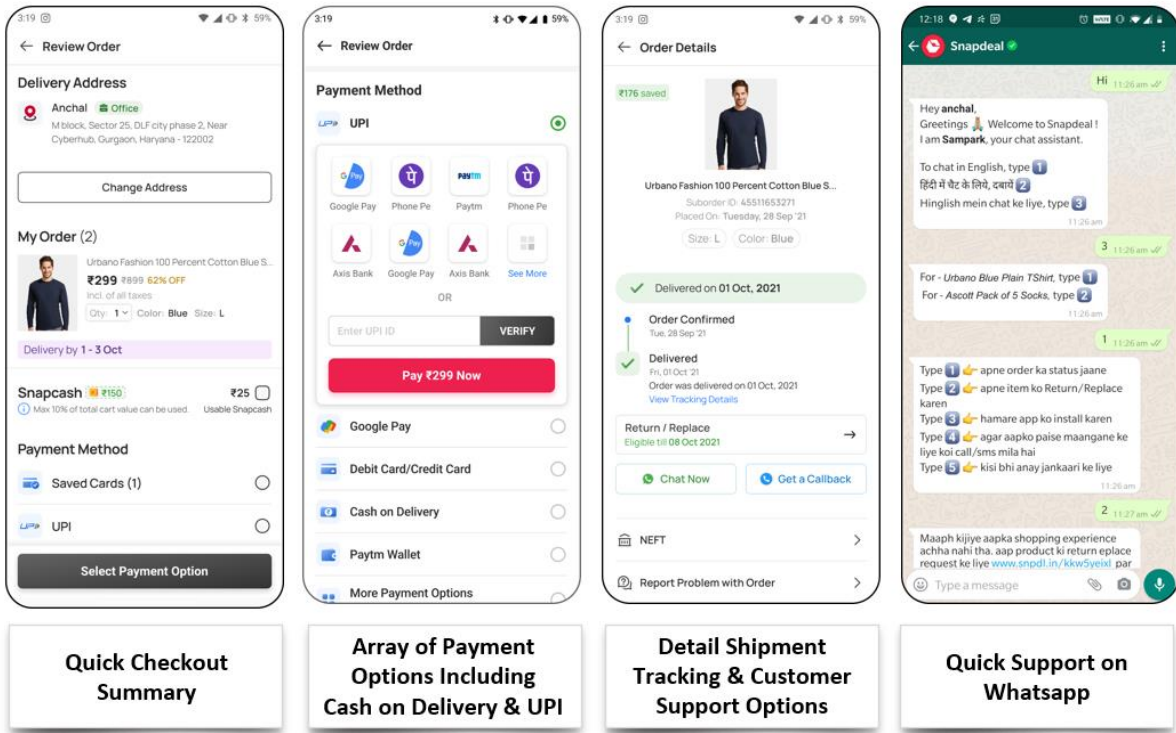 3:19
59%
Review Order
Delivery Address
Anchal Office
M block, Sector 25, DLF city phase 2, Near
Cyberhub, Gurgaon, Haryana - 122002
Change Address
My Order (2)
Urbano Fashion 100 Percent Cotton Blue S...
₹299 ₹899 62% OFF
Incl. of all taxes
Qty: 1 Color: Blue Size: L
Delivery by 1 - 3 Oct
Snapcash ₹150 ₹25
Max 10% of total cart value can be used. Usable Snapcash
Payment Method
Saved Cards (1)
UPI UPI
Select Payment Option
Quick Checkout
Summary
3:19
59%
Review Order
Payment Method
UPI UPI
G Pay पे Paytm पे
Google Pay Phone Pe Paytm Phone Pe
G Pay
Axis Bank Google Pay Axis Bank See More
OR
Enter UPI ID VERIFY
Pay ₹299 Now
Google Pay
Debit Card/Credit Card
Cash on Delivery
Paytm Wallet
More Payment Options
Array of Payment
Options Including
Cash on Delivery & UPI
3:19
59%
Order Details
₹176 saved
Urbano Fashion 100 Percent Cotton Blue S...
Suborder ID: 45511653271
Placed On: Tuesday, 28 Sep '21
Size: L Color: Blue
Delivered on 01 Oct, 2021
Order Confirmed
Tue, 28 Sep '21
Delivered
Fri, 01 Oct '21
Order was delivered on 01 Oct, 2021
View Tracking Details
Return / Replace
Eligible till 08 Oct 2021
Chat Now Get a Callback
NEFT
Report Problem with Order
Detail Shipment
Tracking & Customer
Support Options
12:18
Snapdeal
Hi 11:26 am
Hey anchal,
Greetings 🙏 Welcome to Snapdeal !
I am Sampark, your chat assistant.
To chat in English, type 1
हिंदी में चैट के लिये, दबायें 2
Hinglish mein chat ke liye, type 3
11:26 am
3 11:26 am
For - Urbano Blue Plain TShirt, type 1
For - Ascott Pack of 5 Socks, type 2
11:26 am
1 11:26 am
Type 1 👉 apne order ka status jaane
Type 2 👉 apne item ko Return/Replace
karen
Type 3 👉 hamare app ko install karen
Type 4 👉 agar aapko paise maangane ke
liye koi call/sms mila hai
Type 5 👉 kisi bhi anay jankaari ke liye
11:26 am
2 11:27 am
Maaph kijiye aapka shopping experience
achha nahi tha. aap product ki return eplace
request ke liye www.snpdl.in/kkw5yeixl par
Type a message
Quick Support on
Whatsapp